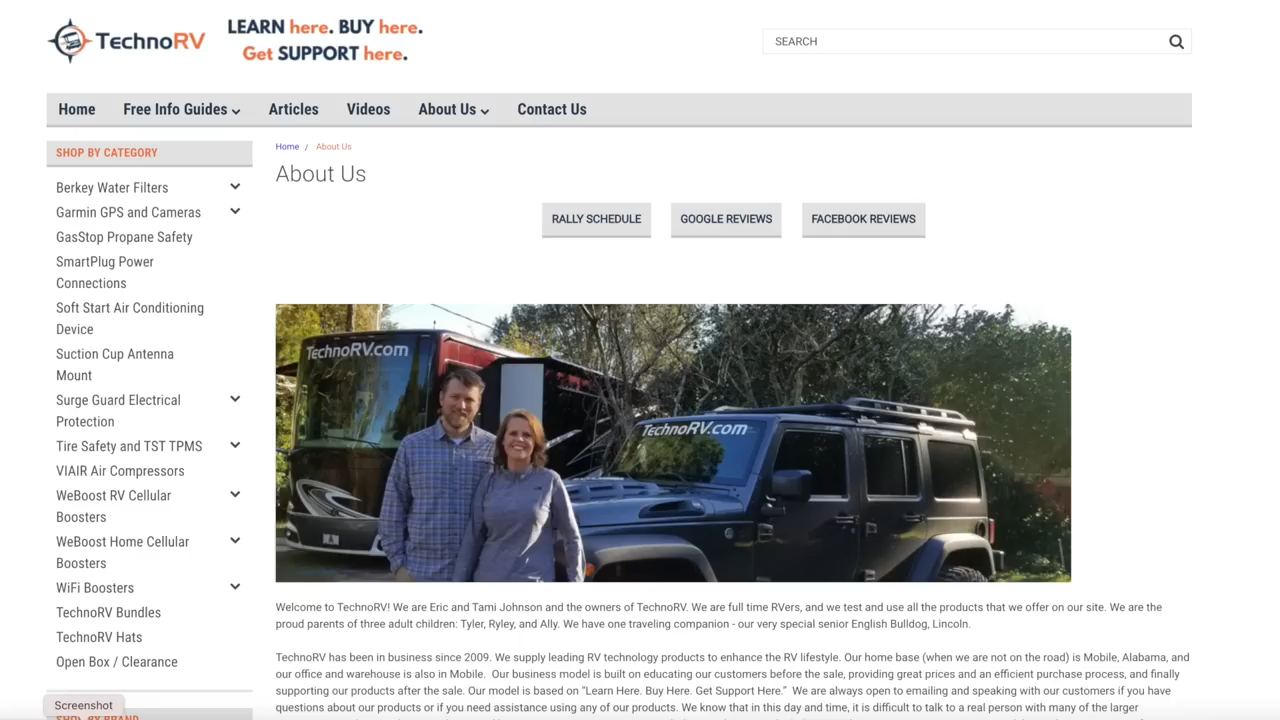 TechnoRV
LEARN here. BUY here.
Get SUPPORT here.
SEARCH
Home Free Info Guides Articles Videos About Us Contact Us
SHOP BY CATEGORY
Berkey Water Filters
Garmin GPS and Cameras
GasStop Propane Safety
SmartPlug Power
Connections
Soft Start Air Conditioning
Device
Suction Cup Antenna
Mount
Surge Guard Electrical
Protection
Tire Safety and TST TPMS
VIAIR Air Compressors
WeBoost RV Cellular
Boosters
WeBoost Home Cellular
Boosters
WiFi Boosters
TechnoRV Bundles
TechnoRV Hats
Open Box / Clearance
Screenshot
SHOP BY BRAND
Home / About Us
About Us
RALLY SCHEDULE GOOGLE REVIEWS FACEBOOK REVIEWS
TechnoRV.com
TechnoRV.com
Welcome to TechnoRV! We are Eric and Tami Johnson and the owners of TechnoRV. We are full time RVers, and we test and use all the products that we offer on our site. We are the
proud parents of three adult children: Tyler, Ryley, and Ally. We have one traveling companion - our very special senior English Bulldog, Lincoln.
TechnoRV has been in business since 2009. We supply leading RV technology products to enhance the RV lifestyle. Our home base (when we are not on the road) is Mobile, Alabama, and
our office and warehouse is also in Mobile. Our business model is built on educating our customers before the sale, providing great prices and an efficient purchase process, and finally
supporting our products after the sale. Our model is based on “Learn Here. Buy Here. Get Support Here.” We are always open to emailing and speaking with our customers if you have
questions about our products or if you need assistance using any of our products. We know that in this day and time, it is difficult to talk to a real person with many of the larger